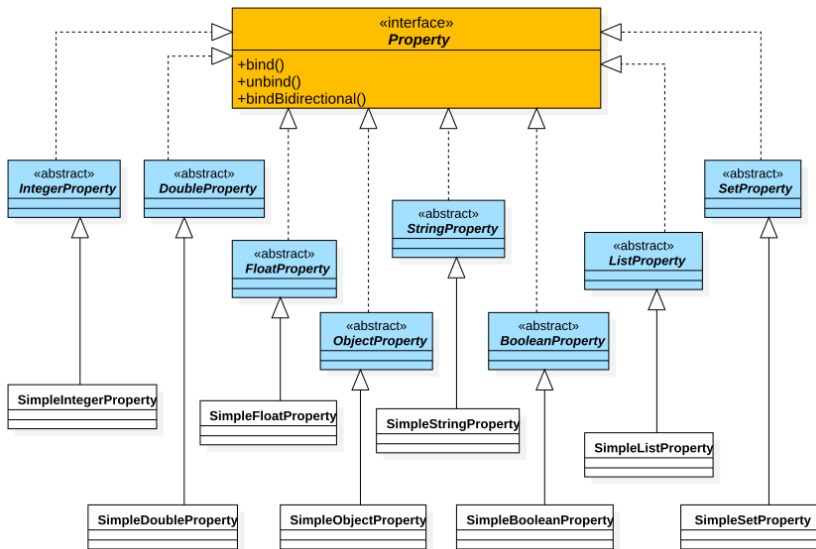 «interface»
Property
+bind()
+unbind()
+bindBidirectional()
«abstract»
IntegerProperty
«abstract»
DoubleProperty
«abstract»
SetProperty
«abstract»
StringProperty
«abstract»
FloatProperty
«abstract»
ListProperty
«abstract»
ObjectProperty
«abstract»
BooleanProperty
SimpleIntegerProperty
SimpleFloatProperty
SimpleStringProperty
SimpleListProperty
SimpleDoubleProperty
SimpleObjectProperty
SimpleBooleanProperty
SimpleSetProperty